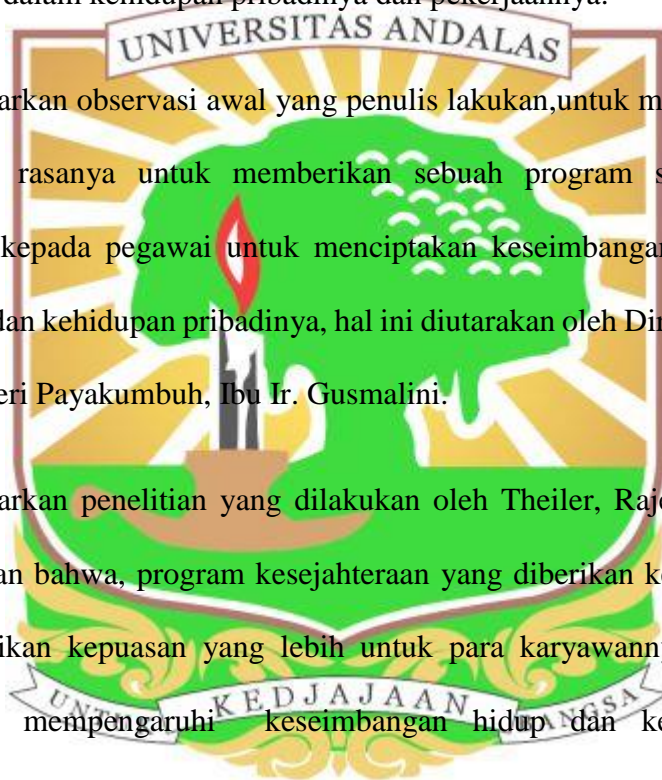 dalam kehidupan pribadinya dan pekerjaannya.
UNIVERSITAS ANDALAS
arkan observasi awal yang penulis lakukan,untuk m
rasanya untuk memberikan sebuah program s
kepada pegawai untuk menciptakan keseimbangan
dan kehidupan pribadinya, hal ini diutarakan oleh Dir
eri Payakumbuh, Ibu Ir. Gusmalini.
arkan penelitian yang dilakukan oleh Theiler, Raj
an bahwa, program kesejahteraan yang diberikan k
ikan kepuasan yang lebih untuk para karyawann
mempengaruhi keseimbangan hidup dan ke
UNTUK KEDJAJAAN BANGSA